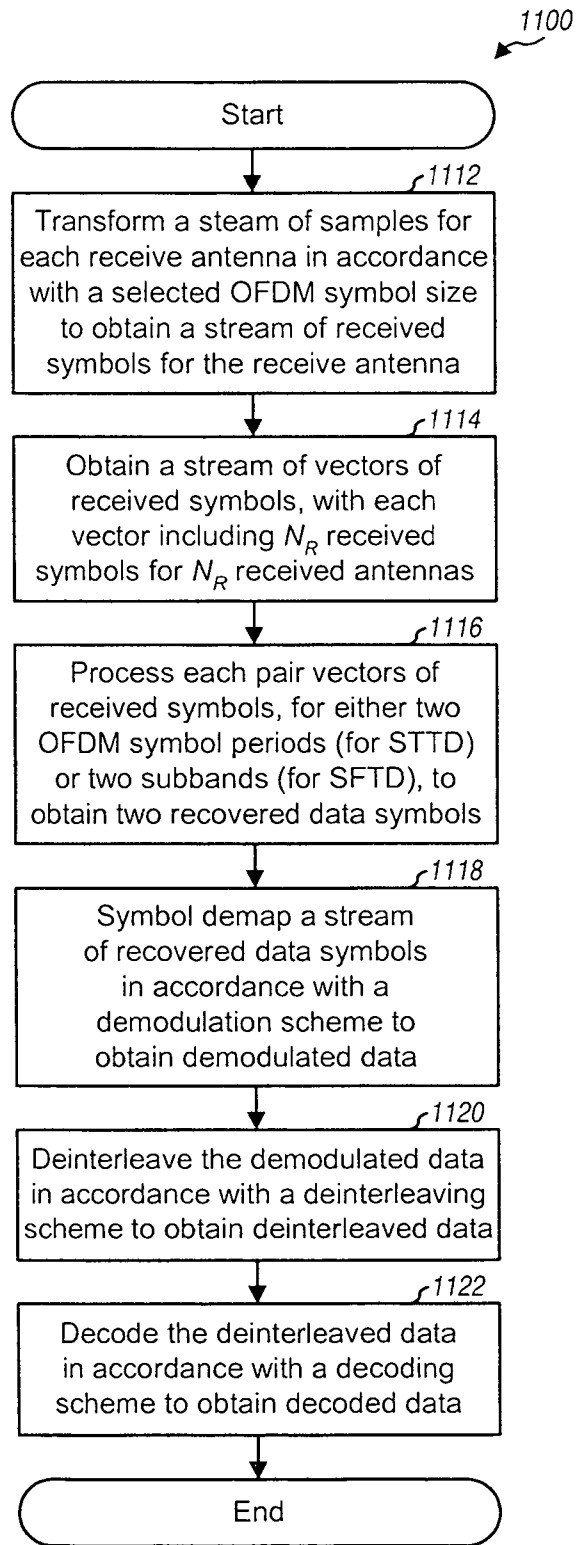 1100
Start
1112
Transform a steam of samples for
each receive antenna in accordance
with a selected OFDM symbol size
to obtain a stream of received
symbols for the receive antenna
1114
Obtain a stream of vectors of
received symbols, with each
vector including N_R received
symbols for N_R received antennas
1116
Process each pair vectors of
received symbols, for either two
OFDM symbol periods (for STTD)
or two subbands (for SFTD), to
obtain two recovered data symbols
1118
Symbol demap a stream
of recovered data symbols
in accordance with a
demodulation scheme to
obtain demodulated data
1120
Deinterleave the demodulated data
in accordance with a deinterleaving
scheme to obtain deinterleaved data
1122
Decode the deinterleaved data
in accordance with a decoding
scheme to obtain decoded data
End